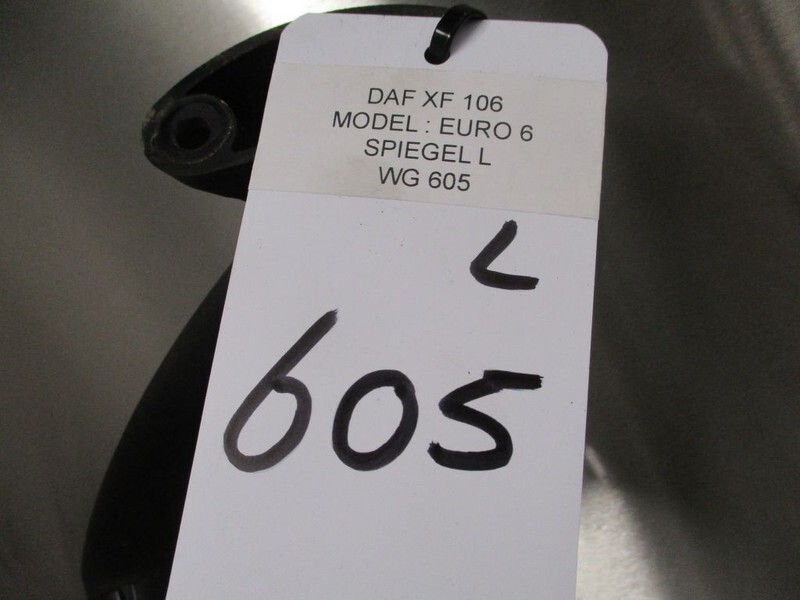 DAF XF 106
MODEL : EURO 6
SPIEGEL L
WG 605
L
605